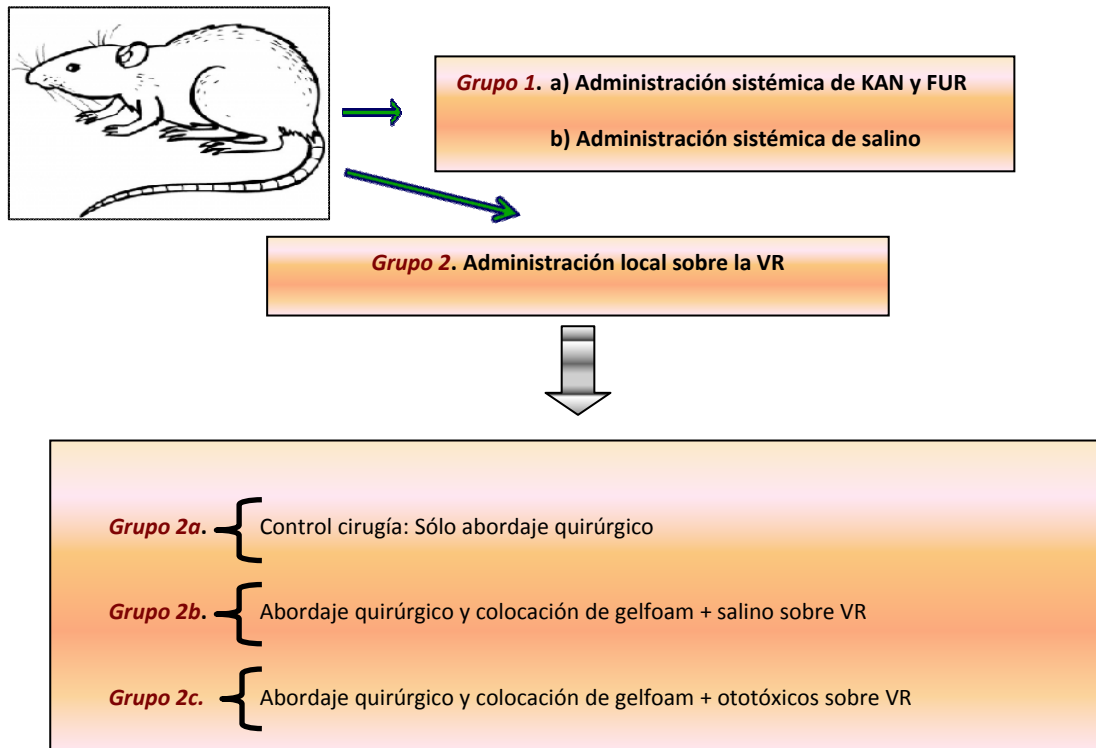 Grupo 1. a) Administración sistémica de KAN y FUR
b) Administración sistémica de salino
Grupo 2. Administración local sobre la VR
Grupo 2a. Control cirugía: Sólo abordaje quirúrgico
Grupo 2b. Abordaje quirúrgico y colocación de gelfoam + salino sobre VR
Grupo 2c. Abordaje quirúrgico y colocación de gelfoam + ototóxicos sobre VR